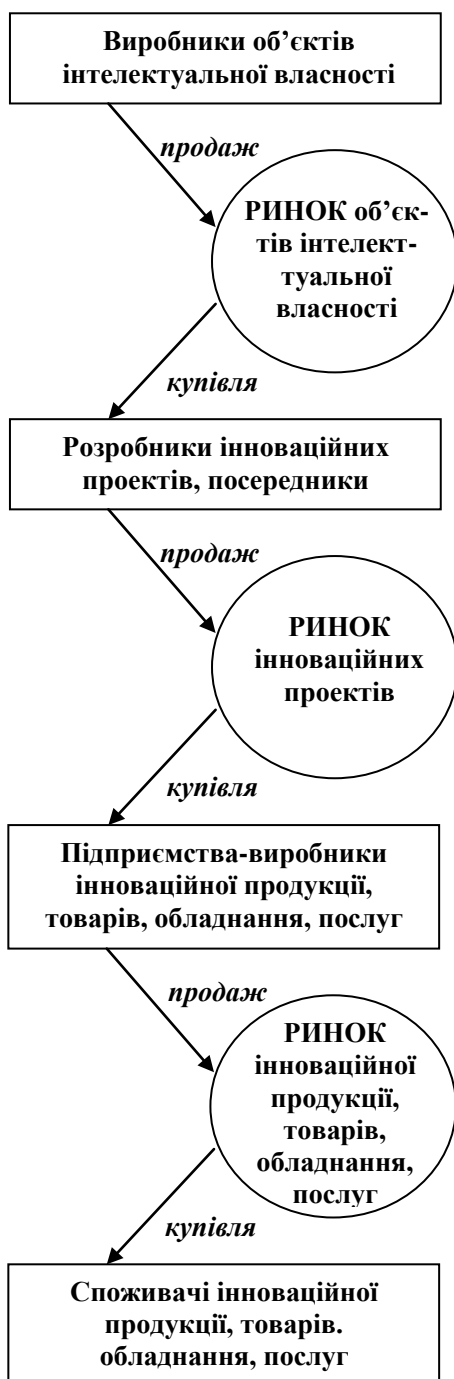 Виробники об’єктів
інтелектуальної власності
продаж
РИНОК об’єк-
тів інтелект-
туальної
власності
купівля
Розробники інноваційних
проектів, посередники
продаж
РИНОК
інноваційних
проектів
купівля
Підприємства-виробники
інноваційної продукції,
товарів, обладнання, послуг
продаж
РИНОК
інноваційної
продукції,
товарів,
обладнання,
послуг
купівля
Споживачі інноваційної
продукції, товарів.
обладнання, послуг